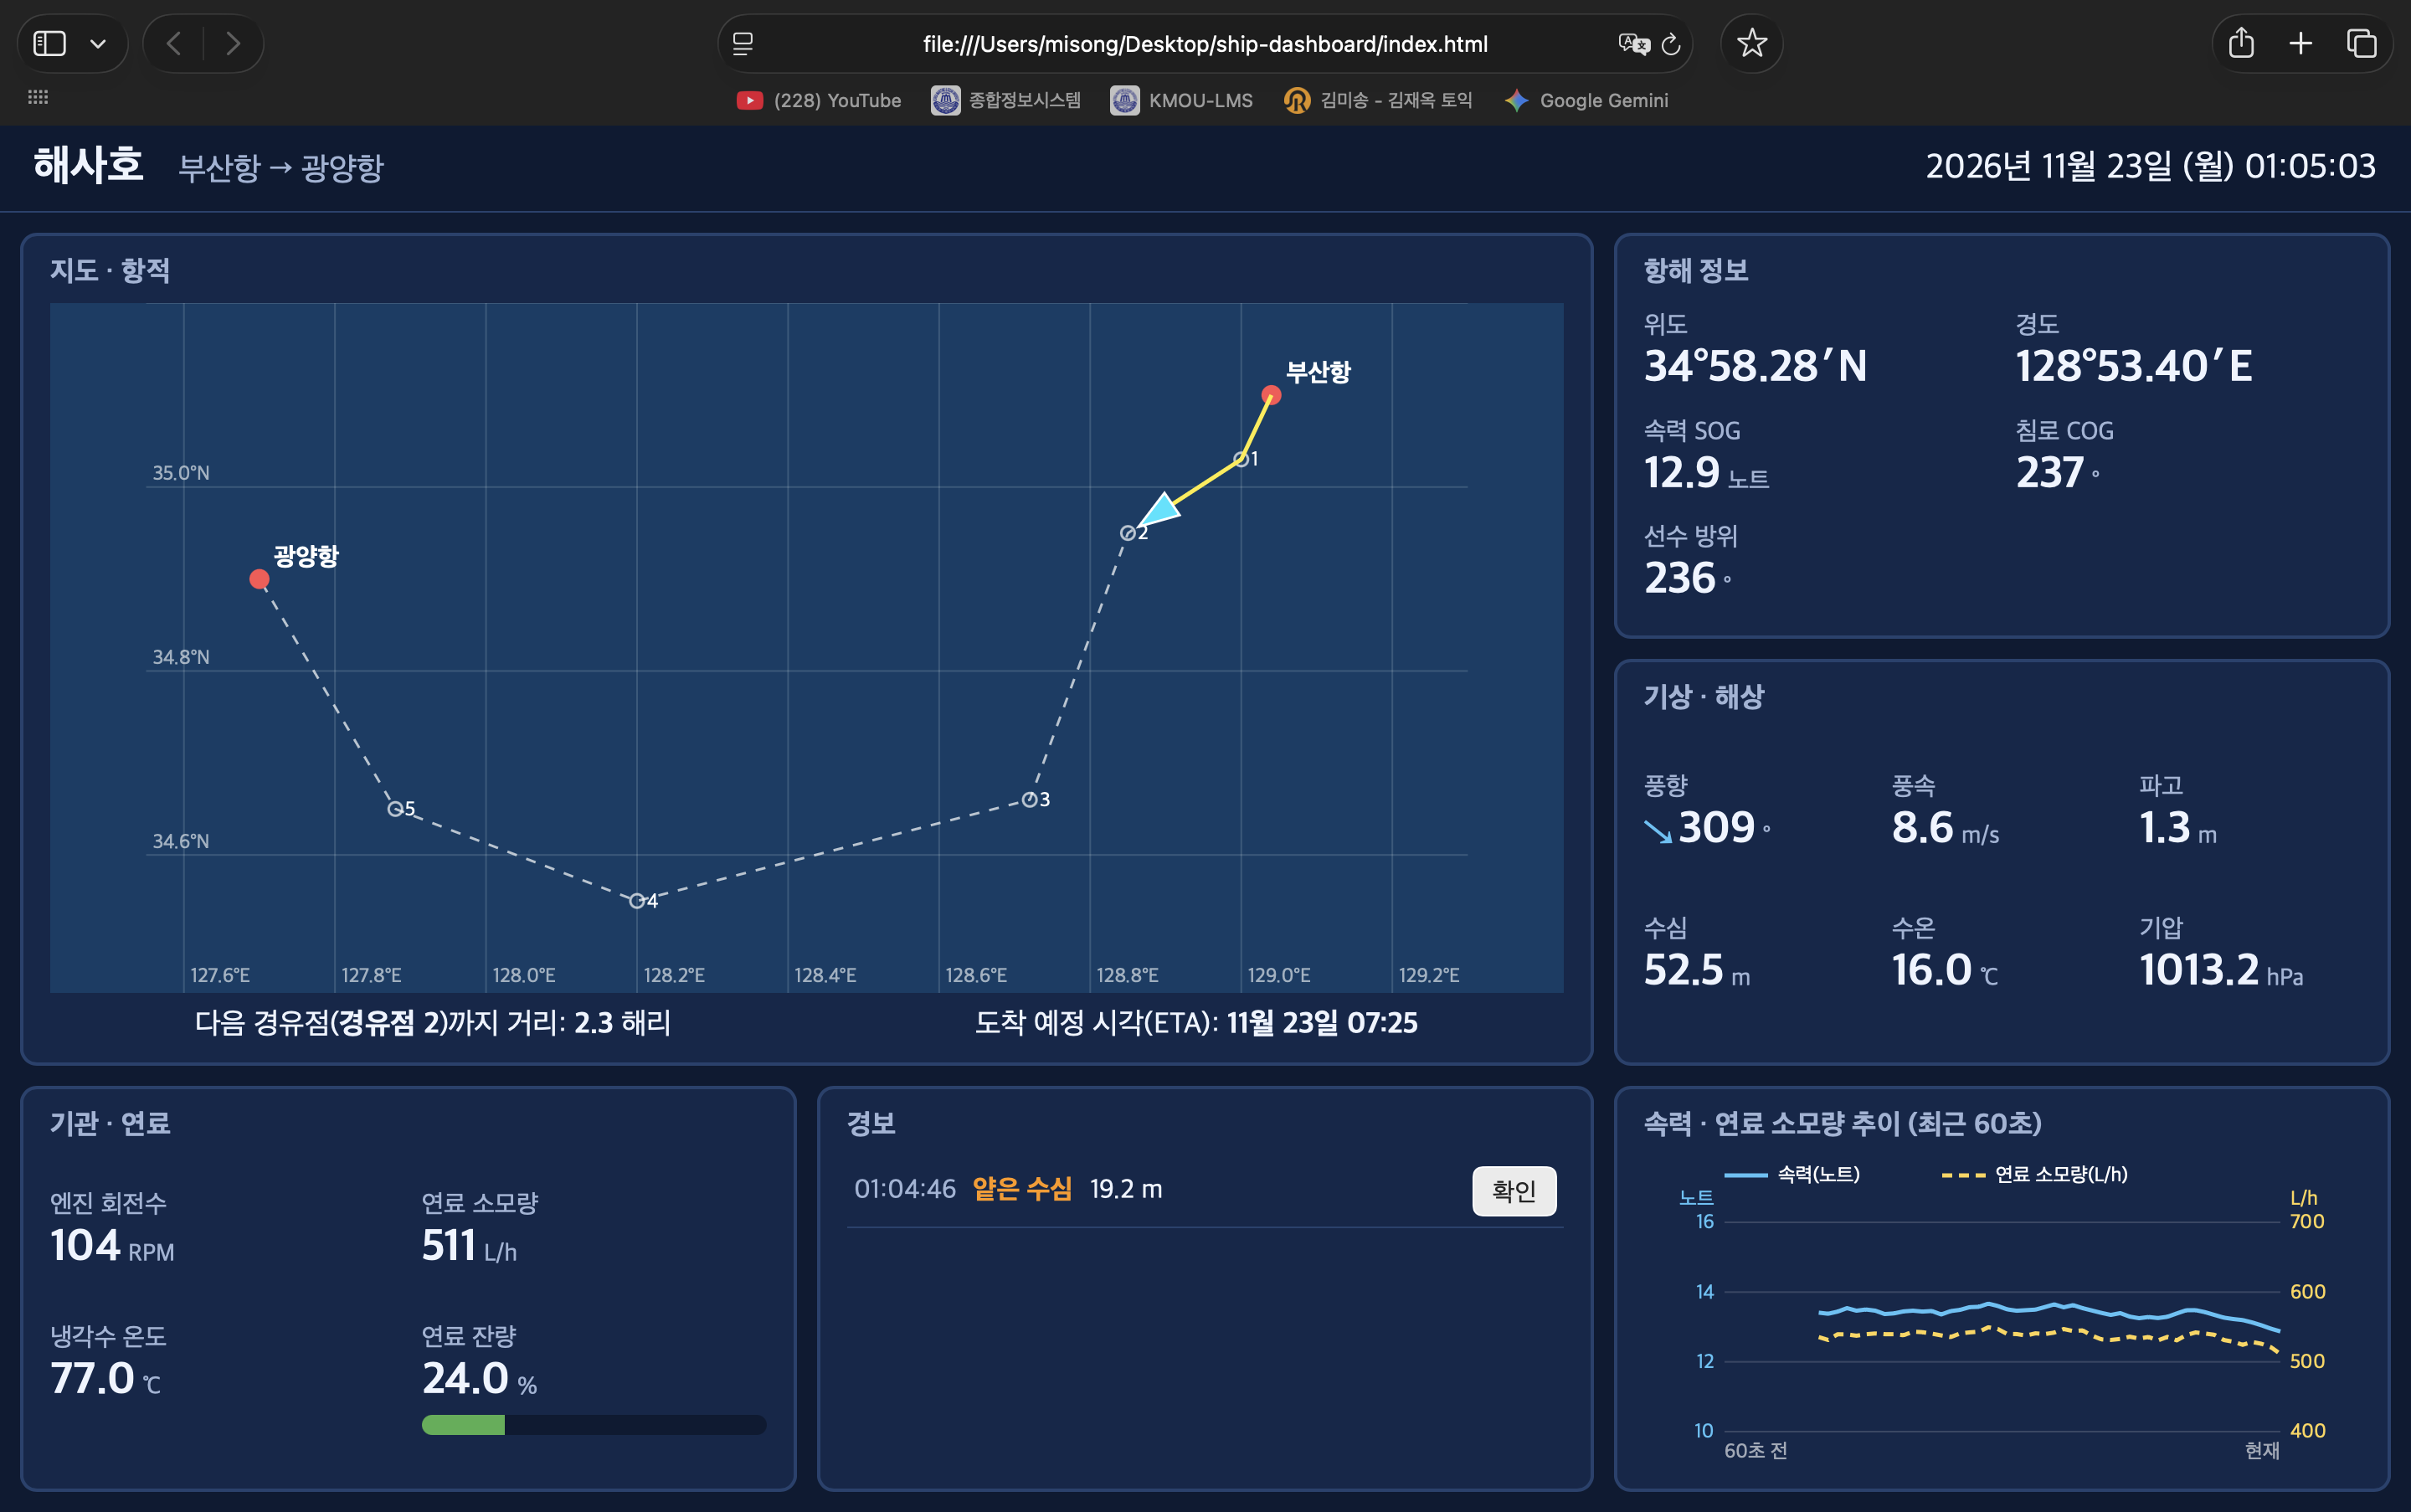 file:///Users/misong/Desktop/ship-dashboard/index.html
(228) YouTube
종합정보시스템
KMOU-LMS
김미송 - 김재옥 토익
Google Gemini
해사호
부산항 → 광양항
2026년 11월 23일 (월) 01:05:03
지도 · 항적
부산항
1
35.0°N
2
광양항
34.8°N
3
5
34.6°N
4
127.6°E
127.8°E
128.0°E
128.2°E
128.4°E
128.6°E
128.8°E
129.0°E
129.2°E
다음 경유점(경유점 2)까지 거리: 2.3 해리
도착 예정 시각(ETA): 11월 23일 07:25
항해 정보
위도
34°58.28′N
경도
128°53.40′E
속력 SOG
12.9 노트
침로 COG
237 °
선수 방위
236 °
기상 · 해상
풍향
↘309 °
풍속
8.6 m/s
파고
1.3 m
수심
52.5 m
수온
16.0 ℃
기압
1013.2 hPa
기관 · 연료
엔진 회전수
104 RPM
연료 소모량
511 L/h
냉각수 온도
77.0 ℃
연료 잔량
24.0 %
경보
01:04:46 얕은 수심 19.2 m
확인
속력 · 연료 소모량 추이 (최근 60초)
속력(노트)
연료 소모량(L/h)
노트
L/h
16
700
14
600
12
500
10
400
60초 전
현재